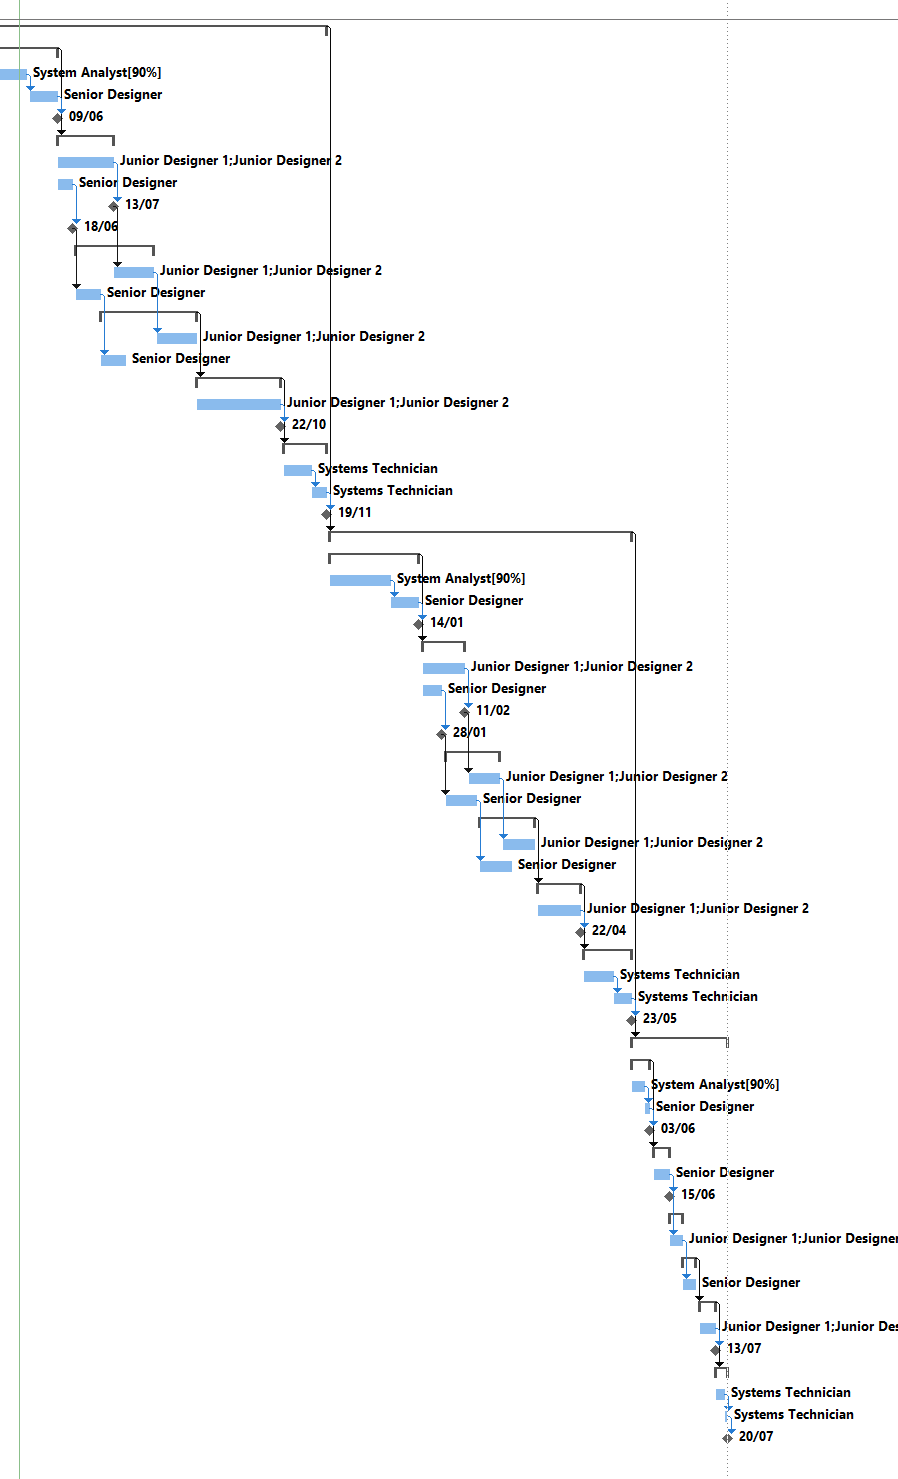 System Analyst[90%]
Senior Designer
09/06
Junior Designer 1;Junior Designer 2
Senior Designer
13/07
18/06
Junior Designer 1;Junior Designer 2
Senior Designer
Junior Designer 1;Junior Designer 2
Senior Designer
Junior Designer 1;Junior Designer 2
22/10
Systems Technician
Systems Technician
19/11
System Analyst[90%]
Senior Designer
14/01
Junior Designer 1;Junior Designer 2
Senior Designer
11/02
28/01
Junior Designer 1;Junior Designer 2
Senior Designer
Junior Designer 1;Junior Designer 2
Senior Designer
Junior Designer 1;Junior Designer 2
22/04
Systems Technician
Systems Technician
23/05
System Analyst[90%]
Senior Designer
03/06
Senior Designer
15/06
Junior Designer 1;Junior Designer
Senior Designer
Junior Designer 1;Junior Des
13/07
Systems Technician
Systems Technician
20/07